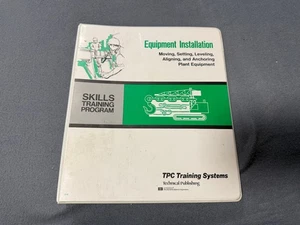 Equipment Installation
Moving, Setting, Leveling,
Aligning, and Anchoring
Plant Equipment
SKILLS
TRAINING
PROGRAM
TPC Training Systems
Technical Publishing